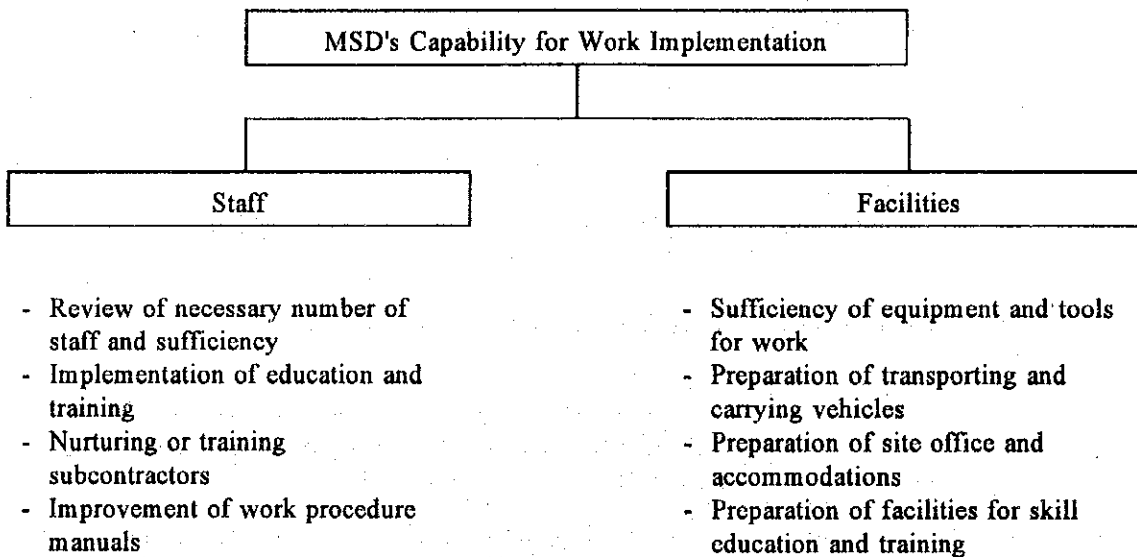 MSD's Capability for Work Implementation
Staff
- Review of necessary number of
staff and sufficiency
- Implementation of education and
training
- Nurturing or training
subcontractors
- Improvement of work procedure
manuals
Facilities
- Sufficiency of equipment and tools
for work
- Preparation of transporting and
carrying vehicles
- Preparation of site office and
accommodations
- Preparation of facilities for skill
education and training